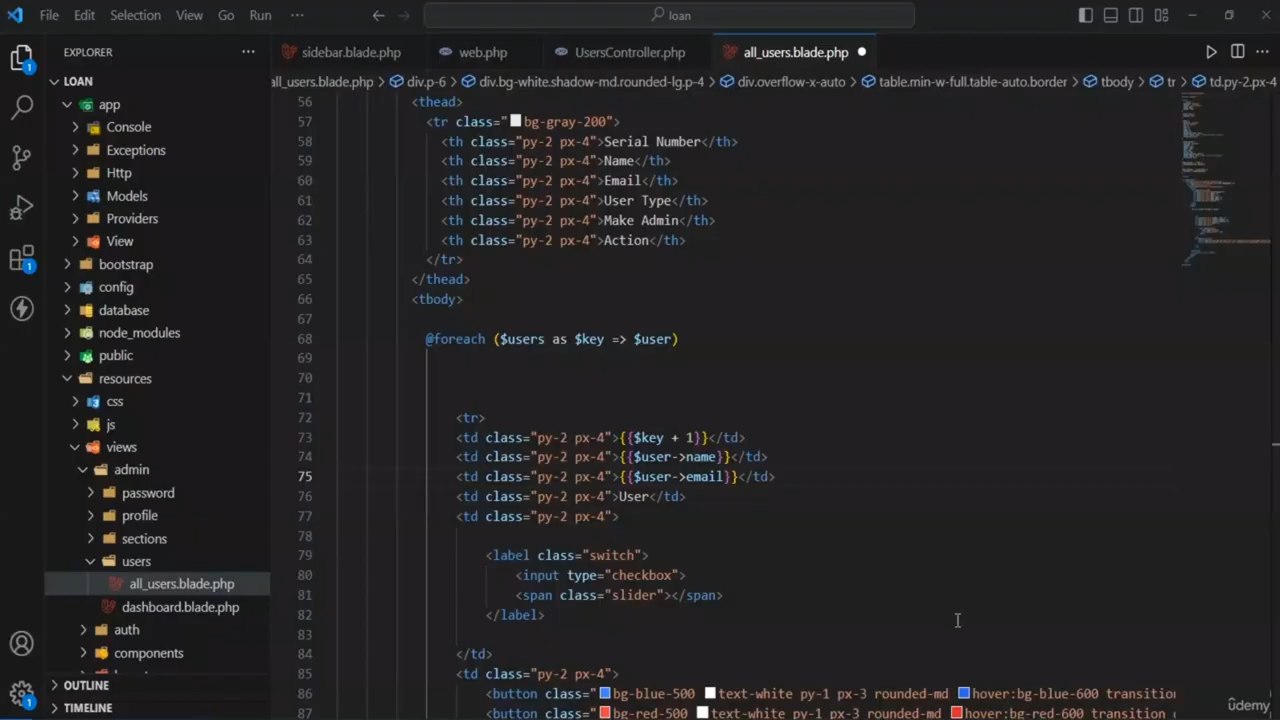 File Edit Selection View Go Run ··· loan
EXPLORER ···
sidebar.blade.php web.php UsersController.php all_users.blade.php
all_users.blade.php > div.p-6 > div.bg-white.shadow-md.rounded-lg.p-4 > div.overflow-x-auto > table.min-w-full.table-auto.border > tbody > tr > td.py-2.px-4
LOAN
app
Console
Exceptions
Http
Models
Providers
View
bootstrap
config
database
node_modules
public
resources
css
js
views
admin
password
profile
sections
users
all_users.blade.php
dashboard.blade.php
auth
components
OUTLINE
TIMELINE
1
1
1
56 <thead>
57 <tr class="bg-gray-200">
58 <th class="py-2 px-4">Serial Number</th>
59 <th class="py-2 px-4">Name</th>
60 <th class="py-2 px-4">Email</th>
61 <th class="py-2 px-4">User Type</th>
62 <th class="py-2 px-4">Make Admin</th>
63 <th class="py-2 px-4">Action</th>
64 </tr>
65 </thead>
66 <tbody>
67
68 @foreach ($users as $key => $user)
69
70
71
72 <tr>
73 <td class="py-2 px-4">{{$key + 1}}</td>
74 <td class="py-2 px-4">{{$user->name}}</td>
75 <td class="py-2 px-4">{{$user->email}}</td>
76 <td class="py-2 px-4">User</td>
77 <td class="py-2 px-4">
78
79 <label class="switch">
80 <input type="checkbox">
81 <span class="slider"></span>
82 </label>
83
84 </td>
85 <td class="py-2 px-4">
86 <button class="bg-blue-500 text-white py-1 px-3 rounded-md hover:bg-blue-600 transition
87 <button class="bg-red-500 text-white py-1 px-3 rounded-md hover:bg-red-600 transition
ûdemy